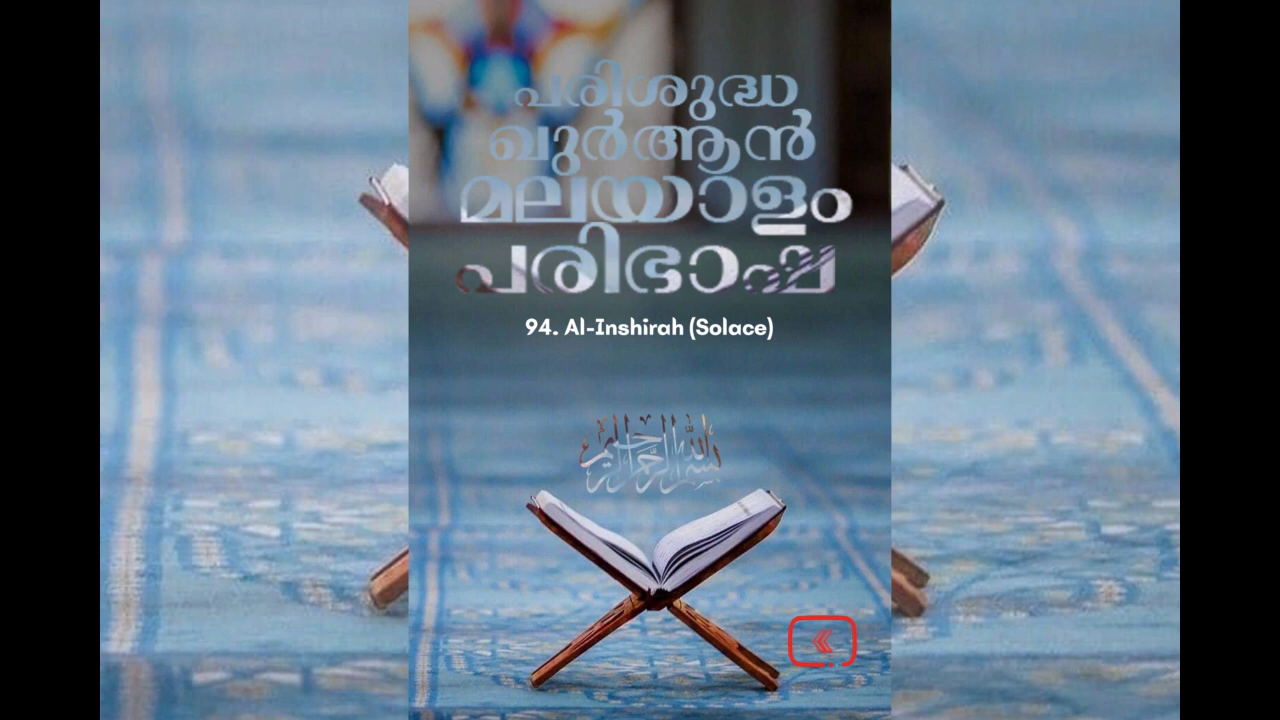 പരിശുദ്ധ
ഖുർആൻ
മലയാളം
പരിഭാഷ
94. Al-Inshirah (Solace)
بسم الله الرحمن الرحيم